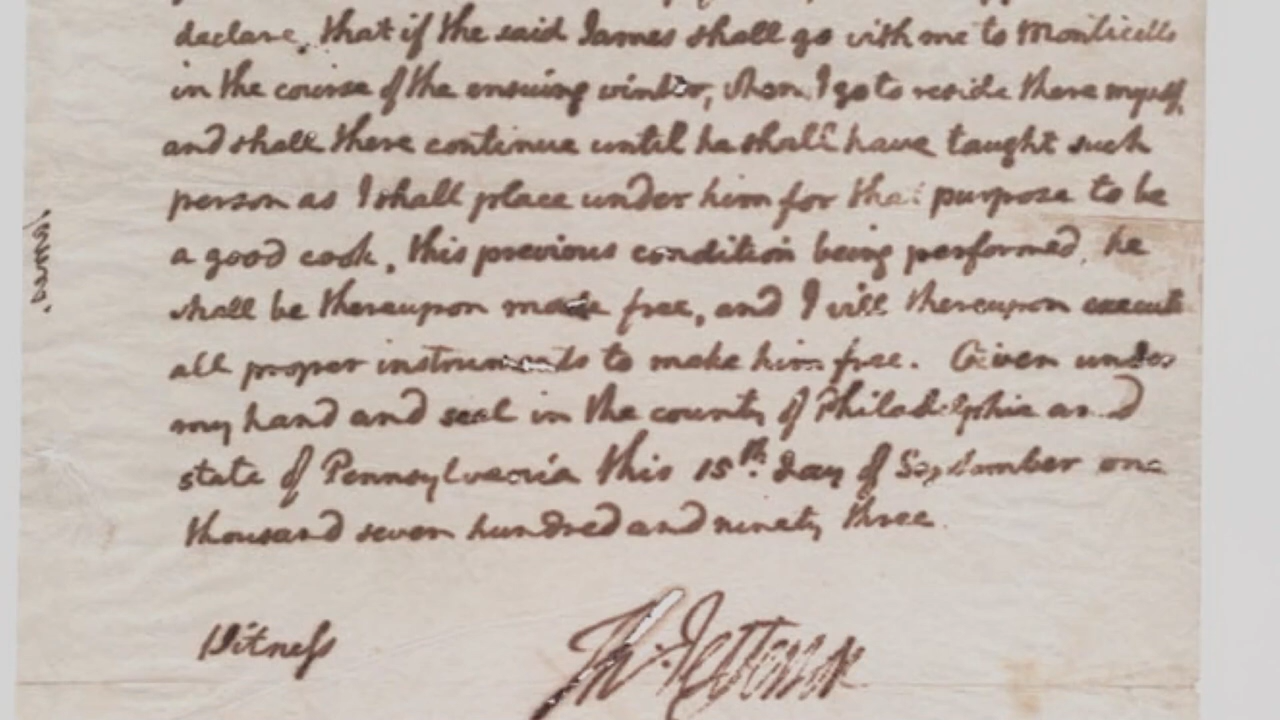 declare, that if the said James shall go with me to Monticello
in the course of the ensuing winter, when I go to reside there myself,
and shall there continue until he shall have taught such
person as I shall place under him for that purpose to be
a good cook, this previous condition being performed, he
shall be thereupon made free, and I will thereupon execute
all proper instruments to make him free. Given under
my hand and seal in the county of Philadelphia and
state of Pennsylvania this 15th. day of September one
thousand seven hundred and ninety three.
Witness
Th: Jefferson